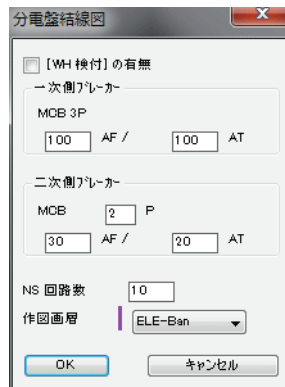 分電盤結線図
[WH 検付] の有無
一次側ブレーカー
MCB 3P
100 AF / 100 AT
二次側ブレーカー
MCB 2 P
30 AF / 20 AT
NS 回路数 10
作図画層 ELE-Ban
OK キャンセル